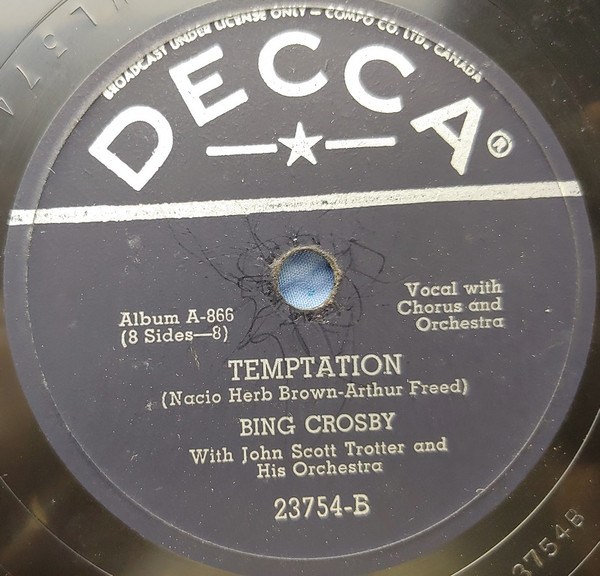 BROADCAST UNDER LICENSE ONLY — COMPO CO. LTD., CANADA
DECCA®
Album A-866
(8 Sides—8)
Vocal with
Chorus and
Orchestra
TEMPTATION
(Nacio Herb Brown-Arthur Freed)
BING CROSBY
With John Scott Trotter and
His Orchestra
23754-B
3754B